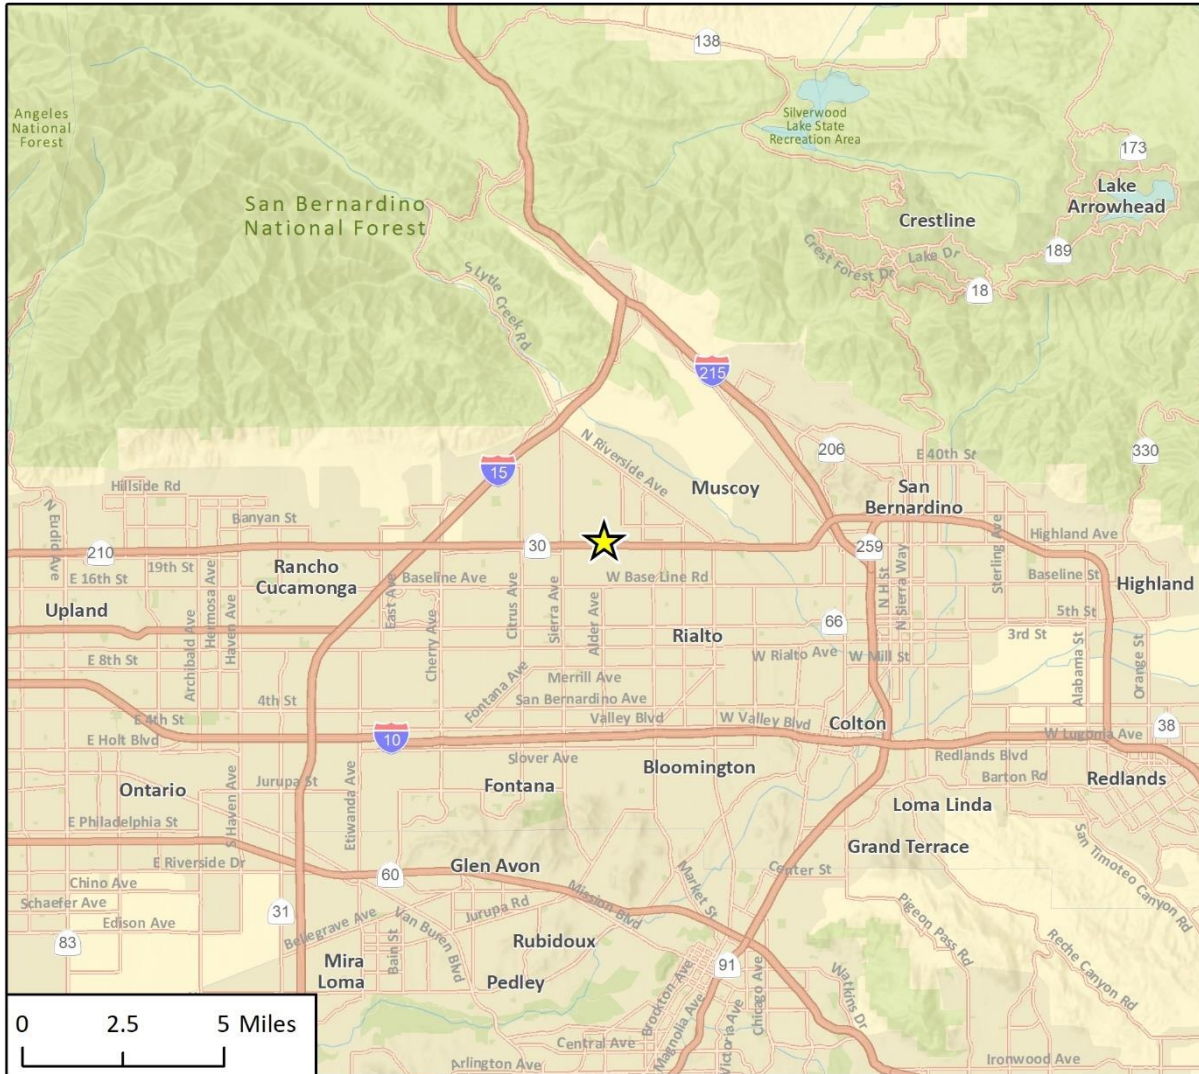 138
Angeles
National
Forest
Silverwood
Lake State
Recreation Area
173
San Bernardino
National Forest
Lake
Arrowhead
Crestline
Crest Forest Dr
Lake Dr
189
18
S Lytle Creek Rd
215
N Riverside Ave
206
E 40th St
330
15
Muscoy
San
Bernardino
Hillside Rd
N Euclid Ave
Banyan St
Sterling Ave
Highland Ave
210
30
259
19th St
E 16th St
Rancho
Cucamonga
Baseline Ave
W Base Line Rd
Baseline St
Highland
Upland
Archibald Ave
Hermosa Ave
Haven Ave
East Ave
Cherry Ave
Citrus Ave
Sierra Ave
Alder Ave
N H St
N Sierra Way
5th St
66
Rialto
3rd St
E 8th St
W Rialto Ave
W Mill St
Alabama St
Orange St
Merrill Ave
Fontana Ave
San Bernardino Ave
4th St
E 4th St
Valley Blvd
W Valley Blvd
Colton
38
E Holt Blvd
10
W Lugonia Ave
Slover Ave
Redlands Blvd
Bloomington
Barton Rd
Redlands
Jurupa St
Fontana
Ontario
S Haven Ave
Etiwanda Ave
Loma Linda
E Philadelphia St
San Timoteo Canyon Rd
Grand Terrace
E Riverside Dr
Glen Avon
Center St
60
Market St
Chino Ave
Mission Blvd
Schaefer Ave
Jurupa Rd
Pigeon Pass Rd
31
Edison Ave
Bellegrave Ave
Van Buren Blvd
Reche Canyon Rd
83
Bain St
Rubidoux
Mira
Loma
Pedley
91
Brockton Ave
Magnolia Ave
Victoria Ave
Chicago Ave
Watkins Dr
Central Ave
Arlington Ave
Ironwood Ave
0 2.5 5 Miles